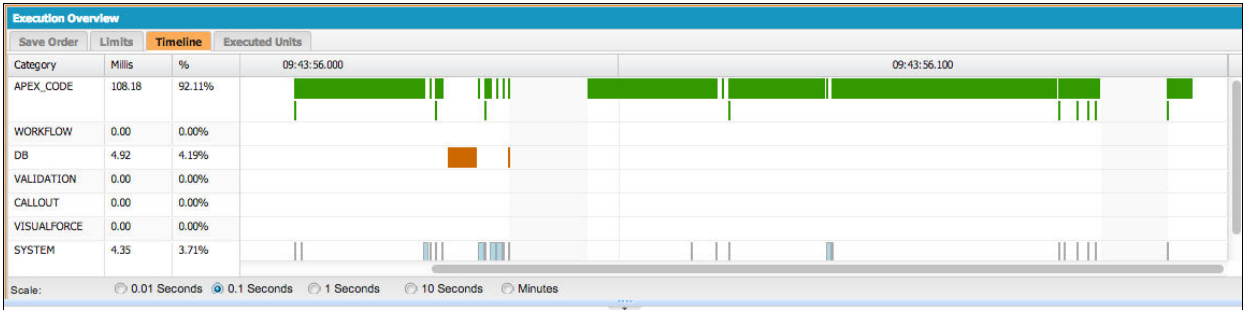 Execution Overview
Save Order Limits Timeline Executed Units
Category Millis % 09:43:56.000 09:43:56.100
APEX_CODE 108.18 92.11%
WORKFLOW 0.00 0.00%
DB 4.92 4.19%
VALIDATION 0.00 0.00%
CALLOUT 0.00 0.00%
VISUALFORCE 0.00 0.00%
SYSTEM 4.35 3.71%
Scale: 0.01 Seconds 0.1 Seconds 1 Seconds 10 Seconds Minutes